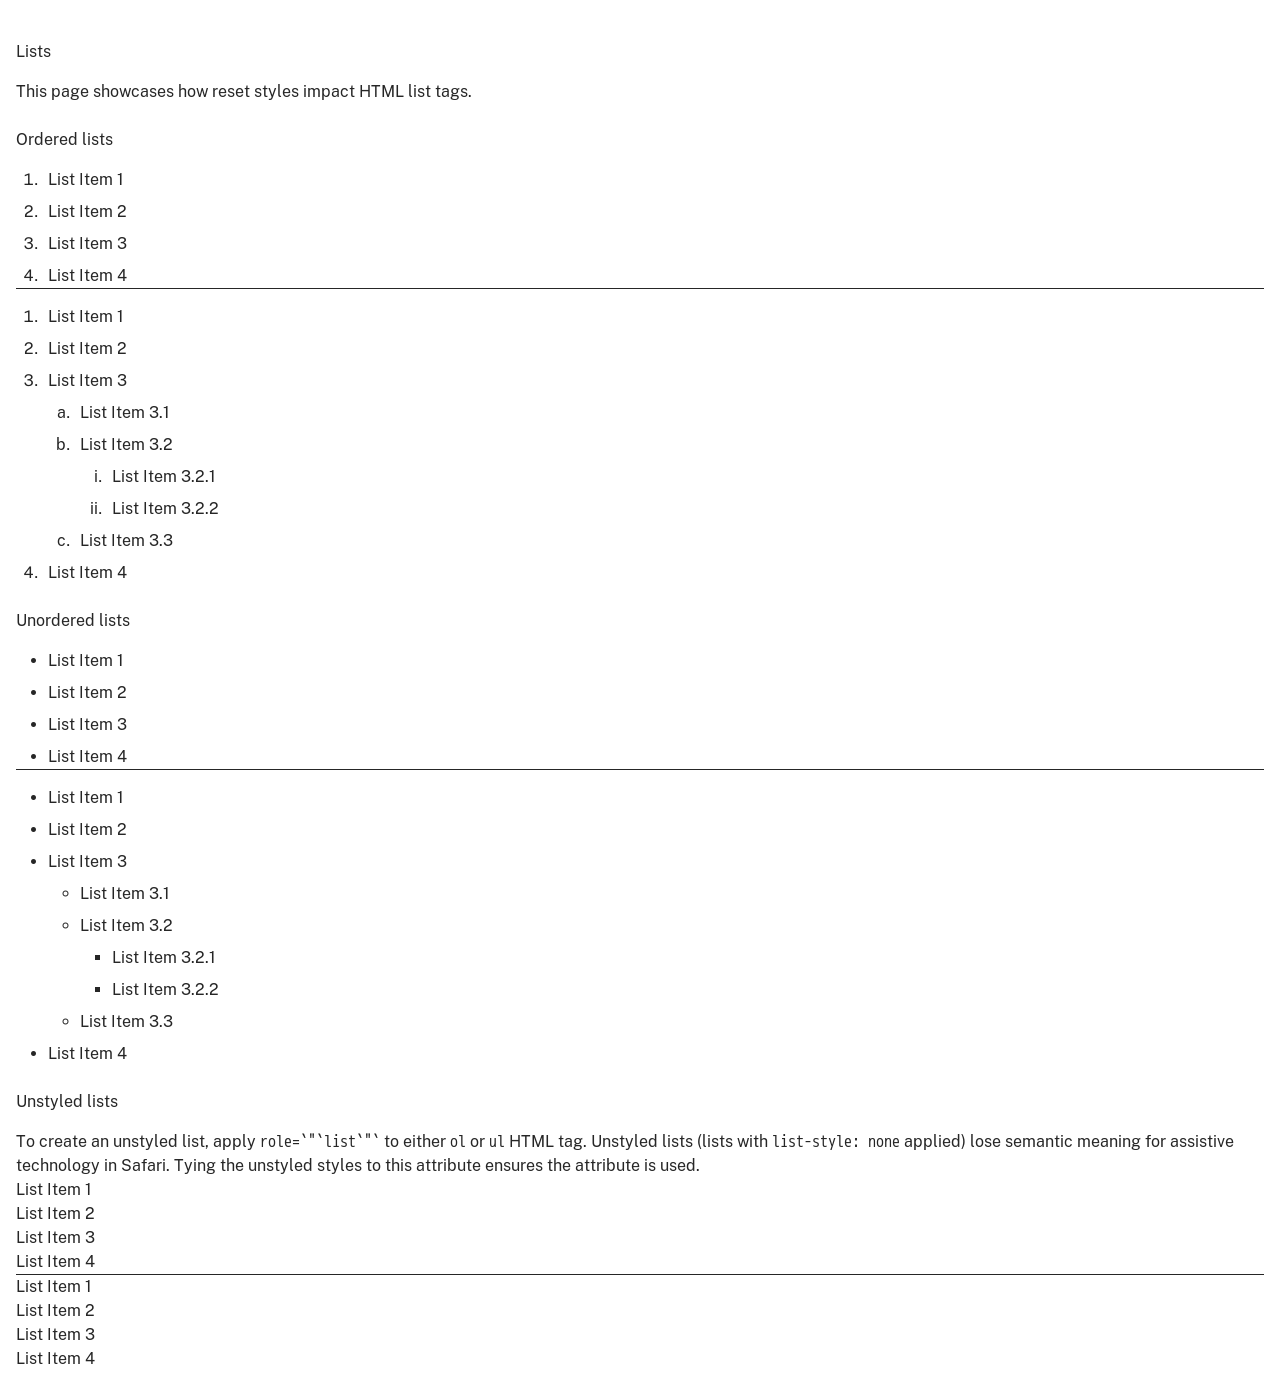 Lists
This page showcases how reset styles impact HTML list tags.
Ordered lists
1. List Item 1
2. List Item 2
3. List Item 3
4. List Item 4
1. List Item 1
2. List Item 2
3. List Item 3
a. List Item 3.1
b. List Item 3.2
i. List Item 3.2.1
ii. List Item 3.2.2
c. List Item 3.3
4. List Item 4
Unordered lists
• List Item 1
• List Item 2
• List Item 3
• List Item 4
• List Item 1
• List Item 2
• List Item 3
◦ List Item 3.1
◦ List Item 3.2
▪ List Item 3.2.1
▪ List Item 3.2.2
◦ List Item 3.3
• List Item 4
Unstyled lists
To create an unstyled list, apply role=`"`list`"` to either ol or ul HTML tag. Unstyled lists (lists with list-style: none applied) lose semantic meaning for assistive
technology in Safari. Tying the unstyled styles to this attribute ensures the attribute is used.
List Item 1
List Item 2
List Item 3
List Item 4
List Item 1
List Item 2
List Item 3
List Item 4